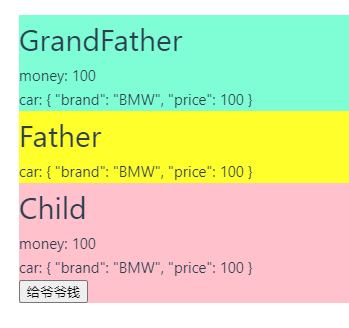 GrandFather
money: 100
car: { "brand": "BMW", "price": 100 }
Father
car: { "brand": "BMW", "price": 100 }
Child
money: 100
car: { "brand": "BMW", "price": 100 }
给爷爷钱